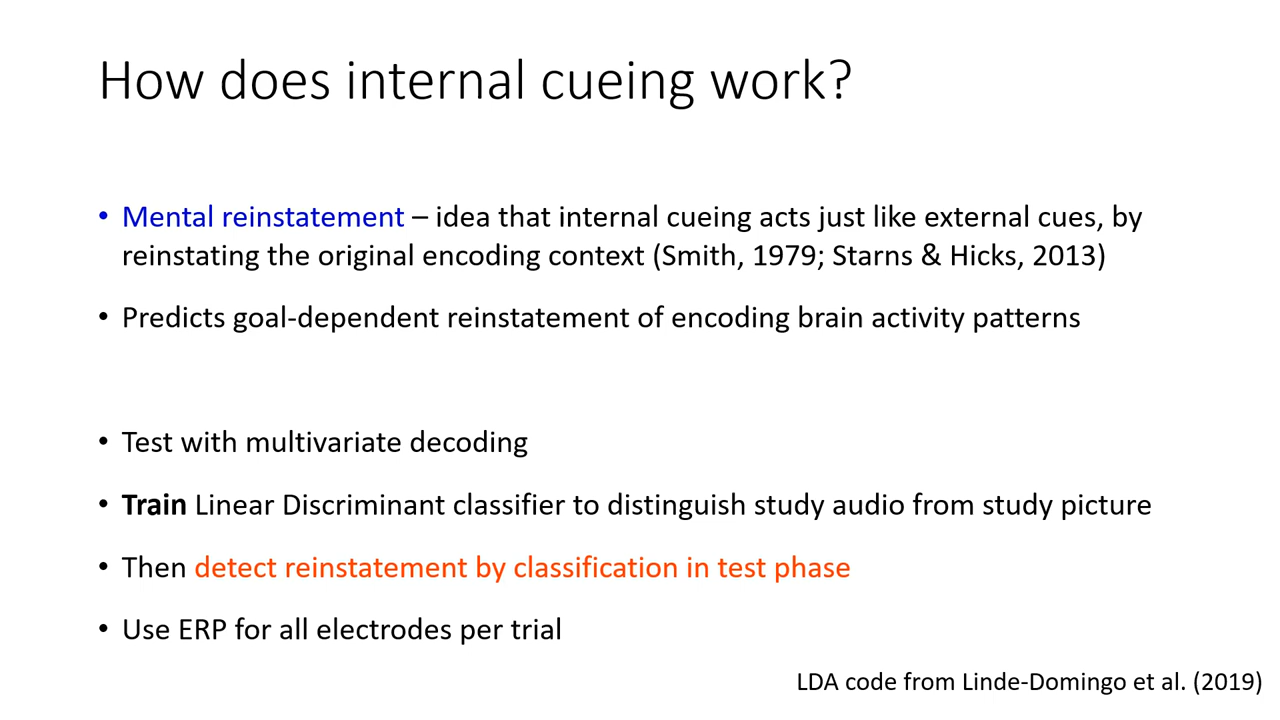 How does internal cueing work?
• Mental reinstatement – idea that internal cueing acts just like external cues, by
reinstating the original encoding context (Smith, 1979; Starns & Hicks, 2013)
• Predicts goal-dependent reinstatement of encoding brain activity patterns
• Test with multivariate decoding
• Train Linear Discriminant classifier to distinguish study audio from study picture
• Then detect reinstatement by classification in test phase
• Use ERP for all electrodes per trial
LDA code from Linde-Domingo et al. (2019)